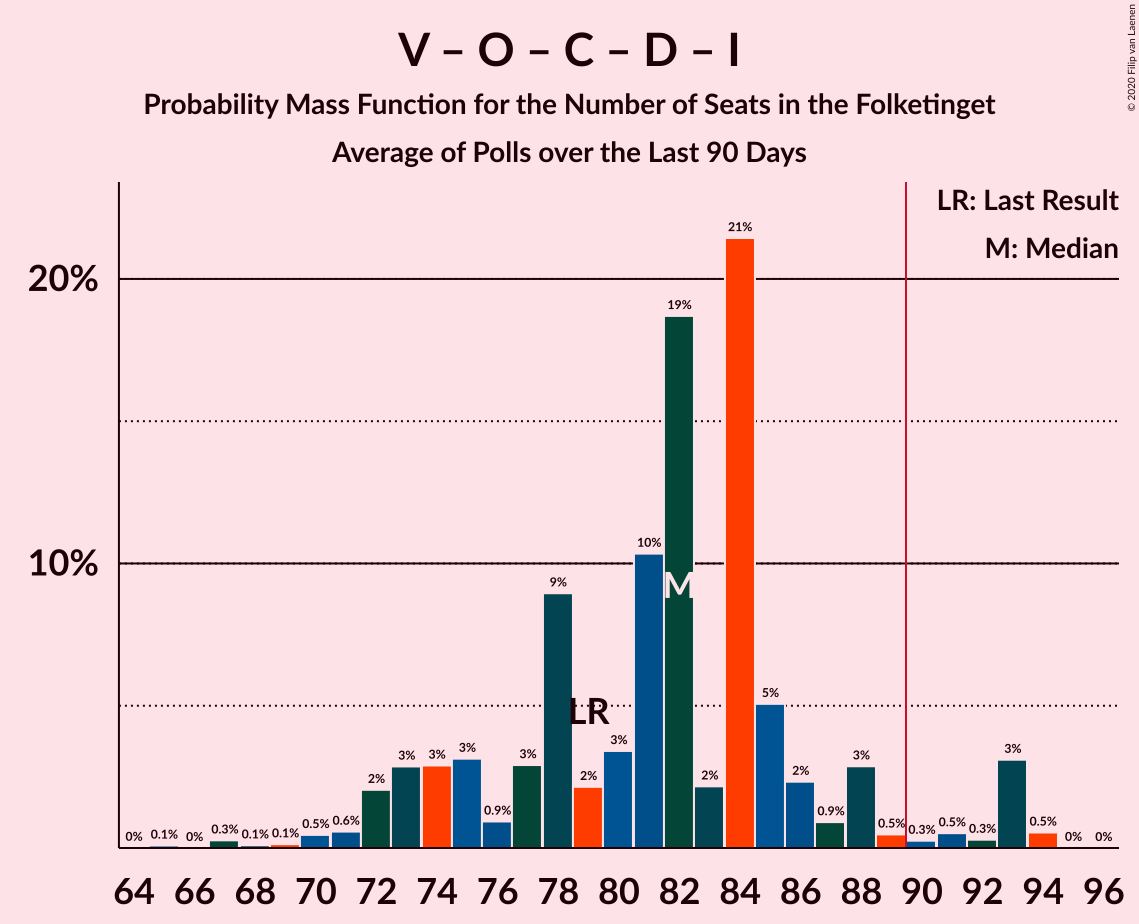 V – O – C – D – I
Probability Mass Function for the Number of Seats in the Folketinget
Average of Polls over the Last 90 Days
© 2020 Filip van Laenen
LR: Last Result
M: Median
20%
10%
0% 0.1% 0% 0.3% 0.1% 0.1% 0.5% 0.6% 2% 3% 3% 3% 0.9% 3% 9% 2% 3% 10% 19% 2% 21% 5% 2% 0.9% 3% 0.5% 0.3% 0.5% 0.3% 3% 0.5% 0% 0%
LR
M
64 66 68 70 72 74 76 78 80 82 84 86 88 90 92 94 96